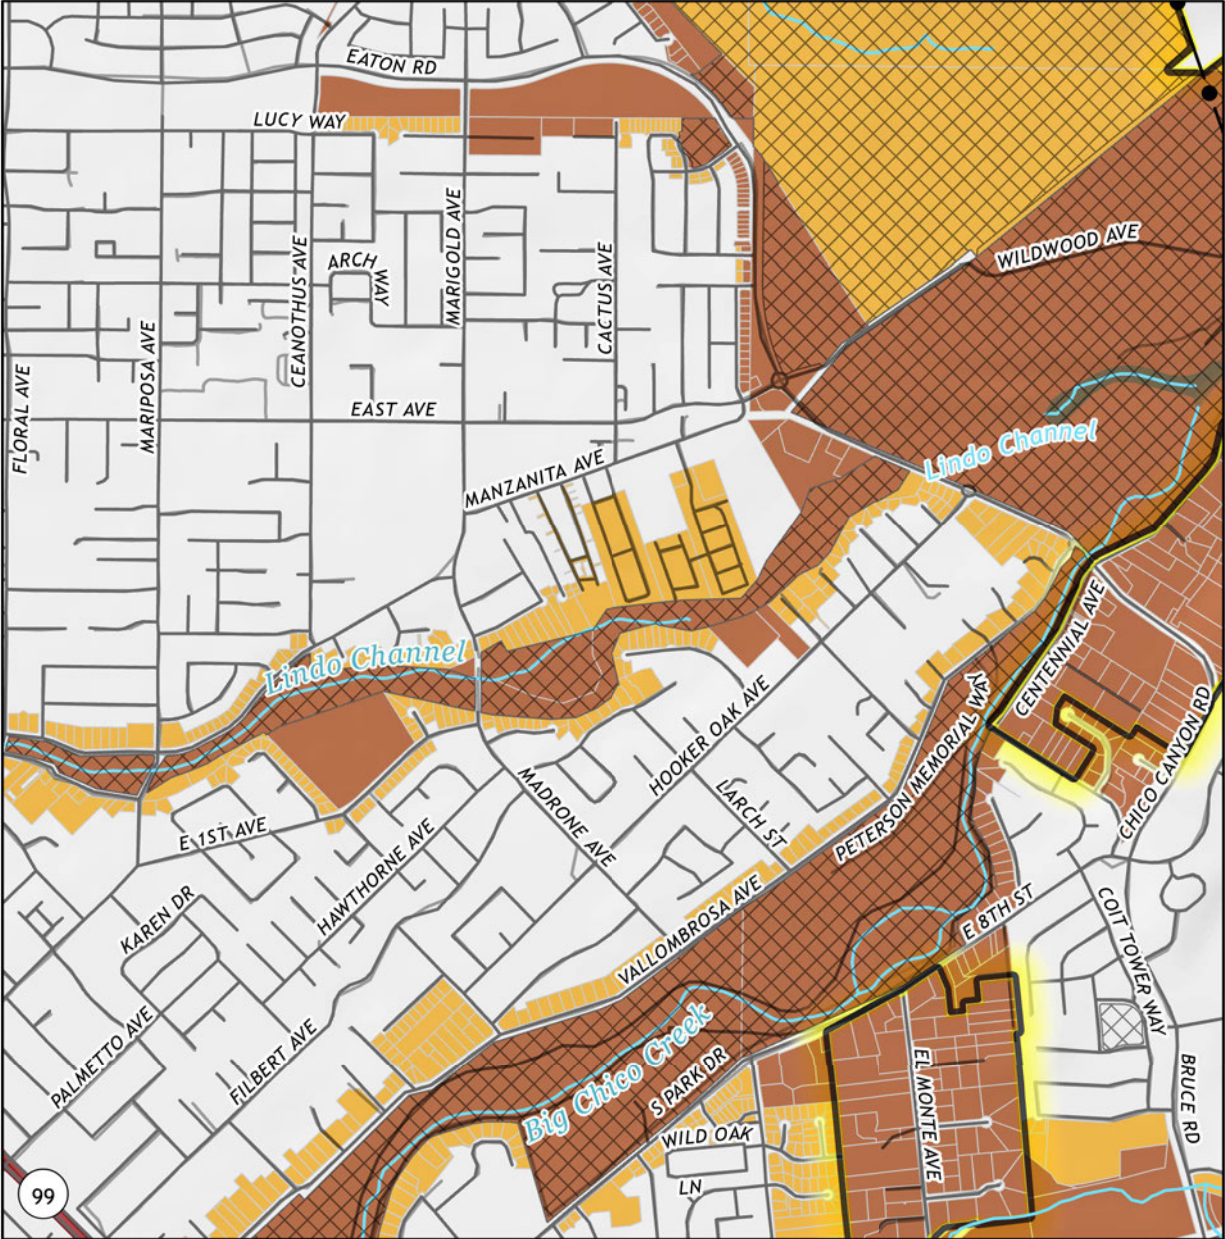 EATON RD
LUCY WAY
WILDWOOD AVE
ARCH
WAY
MARIGOLD AVE
CEANOTHUS AVE
CACTUS AVE
MARIPOSA AVE
FLORAL AVE
EAST AVE
MANZANITA AVE
Lindo Channel
Lindo Channel
CENTENNIAL AVE
HOOKER OAK AVE
PETERSON MEMORIAL WAY
CHICO CANYON RD
MADRONE AVE
LARCH ST
E 1ST AVE
HAWTHORNE AVE
KAREN DR
VALLOMBROSA AVE
E 8TH ST
COIT TOWER WAY
PALMETTO AVE
FILBERT AVE
Big Chico Creek
S PARK DR
EL MONTE AVE
BRUCE RD
WILD OAK
LN
99